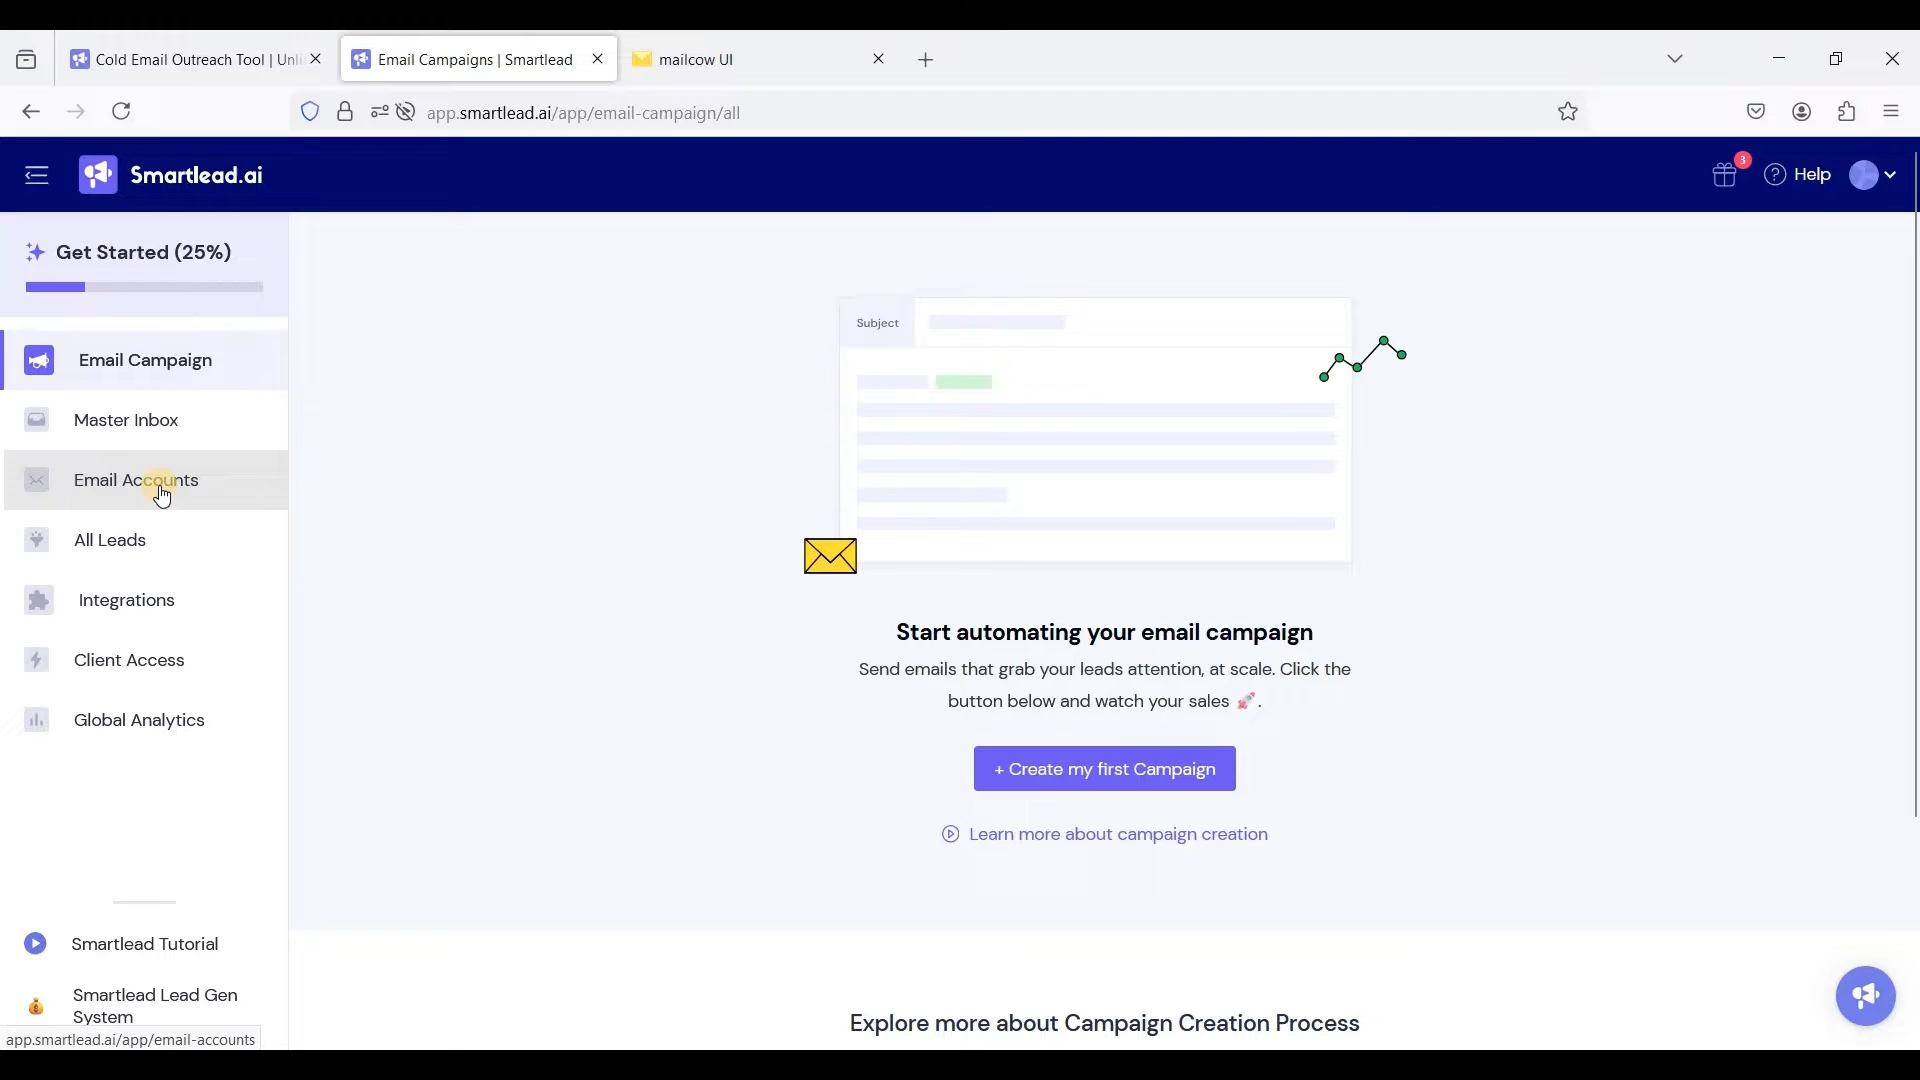 Cold Email Outreach Tool | Unli
Email Campaigns | Smartlead
mailcow UI
app.smartlead.ai/app/email-campaign/all
Smartlead.ai
3
Help
Get Started (25%)
Email Campaign
Master Inbox
Email Accounts
All Leads
Integrations
Client Access
Global Analytics
Smartlead Tutorial
Smartlead Lead Gen
System
app.smartlead.ai/app/email-accounts
Subject
Start automating your email campaign
Send emails that grab your leads attention, at scale. Click the
button below and watch your sales 🚀.
+ Create my first Campaign
Learn more about campaign creation
Explore more about Campaign Creation Process